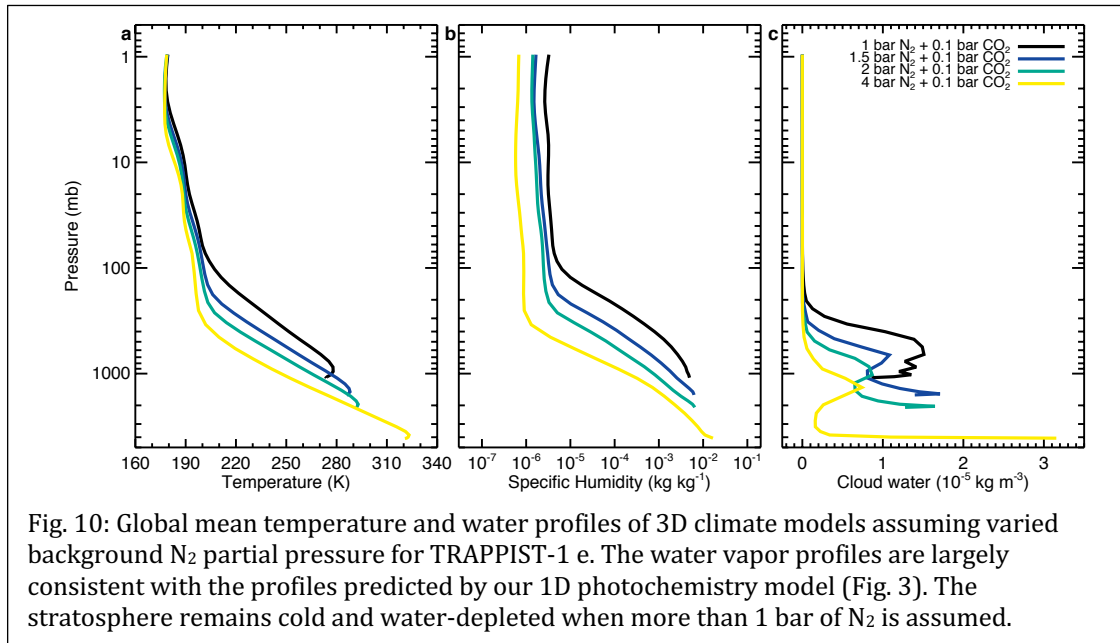 a
b
c
1 bar N₂ + 0.1 bar CO₂
1.5 bar N₂ + 0.1 bar CO₂
2 bar N₂ + 0.1 bar CO₂
4 bar N₂ + 0.1 bar CO₂
Pressure (mb)
1
10
100
1000
160 190 220 250 280 310 340
Temperature (K)
10⁻⁷ 10⁻⁶ 10⁻⁵ 10⁻⁴ 10⁻³ 10⁻² 10⁻¹
Specific Humidity (kg kg⁻¹)
0 1 2 3
Cloud water (10⁻⁵ kg m⁻³)
Fig. 10: Global mean temperature and water profiles of 3D climate models assuming varied
background N₂ partial pressure for TRAPPIST-1 e. The water vapor profiles are largely
consistent with the profiles predicted by our 1D photochemistry model (Fig. 3). The
stratosphere remains cold and water-depleted when more than 1 bar of N₂ is assumed.